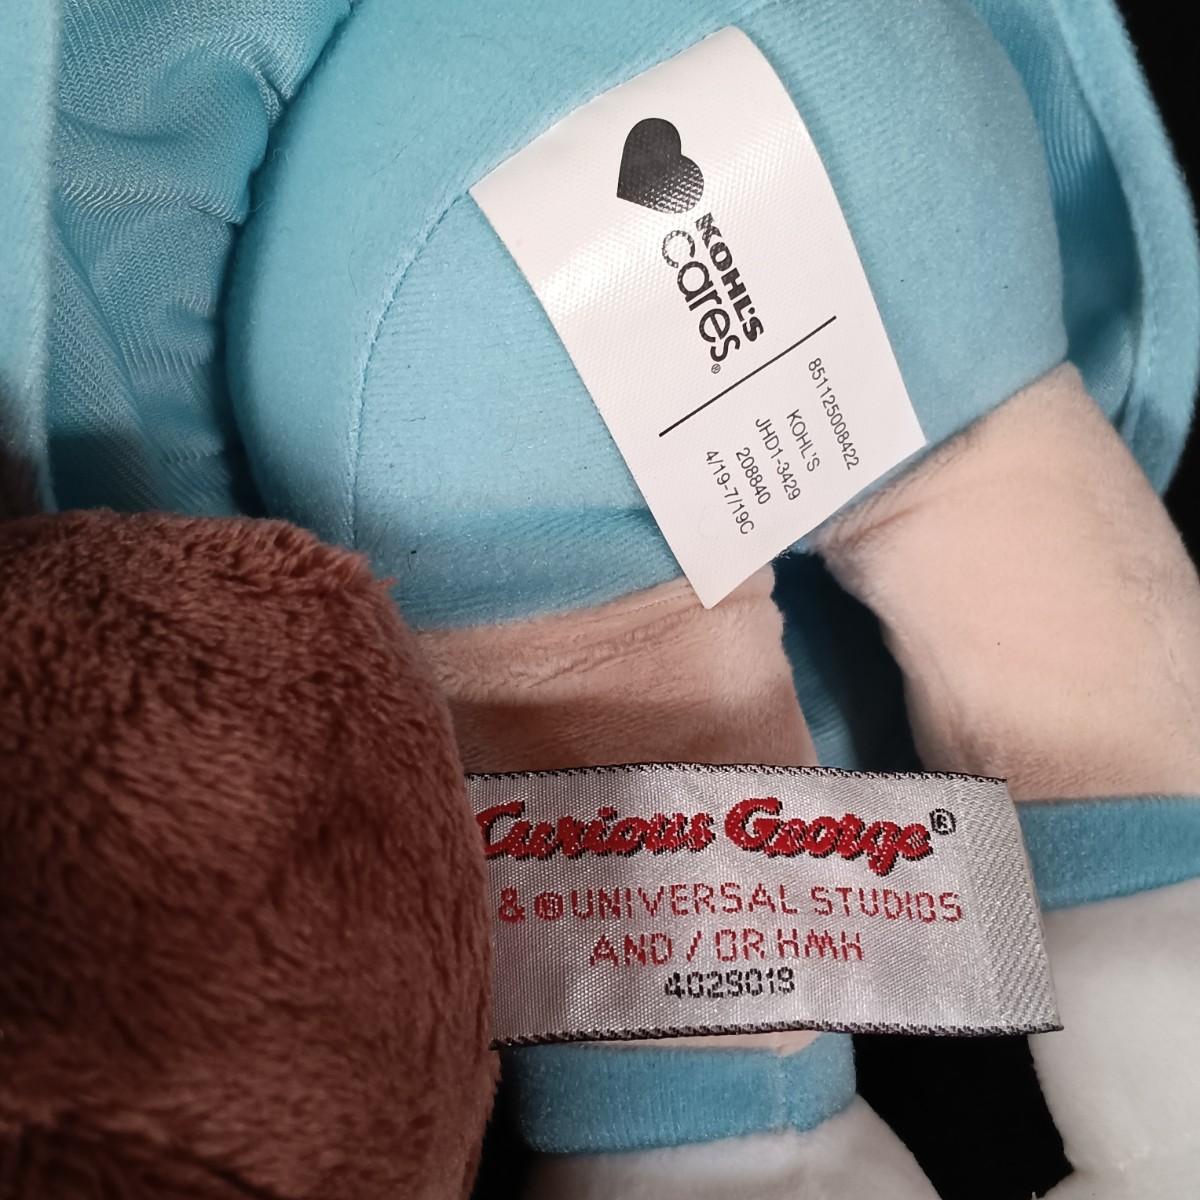 KOHL'S
cares®
851125008422
KOHL'S
JHD1-3429
208840
4/19-7/19C
Curious George®
& ® UNIVERSAL STUDIOS
AND / OR HMH
4029019